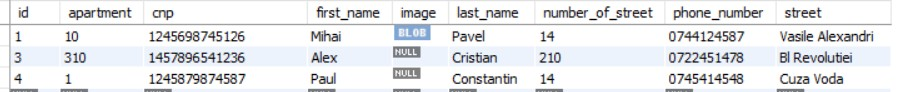 id apartment cnp first_name image last_name number_of_street phone_number street
1 10 1245698745126 Mihai BLOB Pavel 14 0744124587 Vasile Alexandri
3 310 1457896541236 Alex NULL Cristian 210 0722451478 Bl Revolutiei
4 1 1245879874587 Paul NULL Constantin 14 0745414548 Cuza Voda